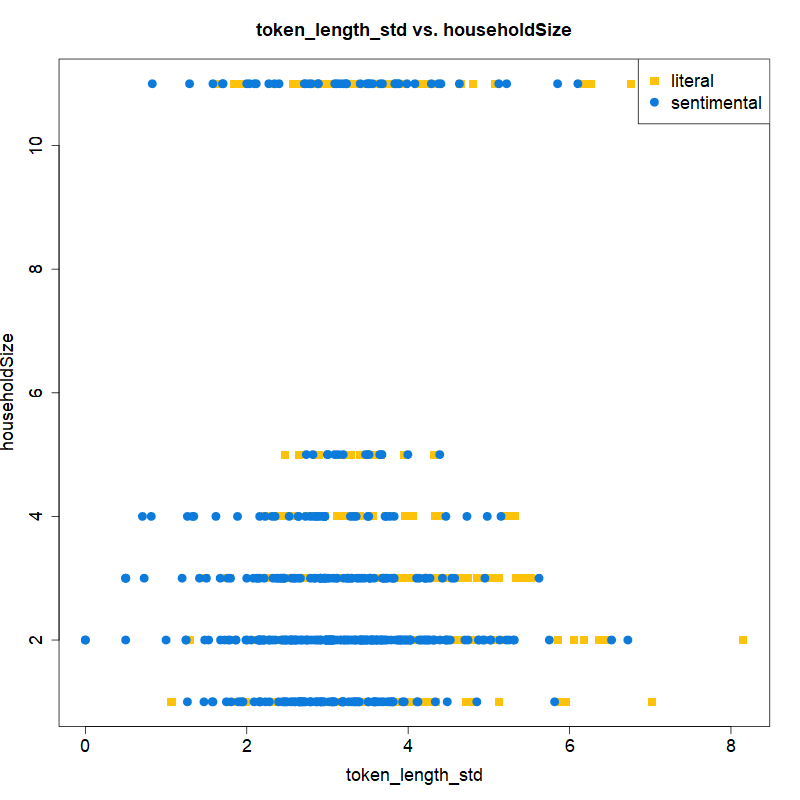 token_length_std vs. householdSize
literal
sentimental
householdSize
10
8
6
4
2
0 2 4 6 8
token_length_std